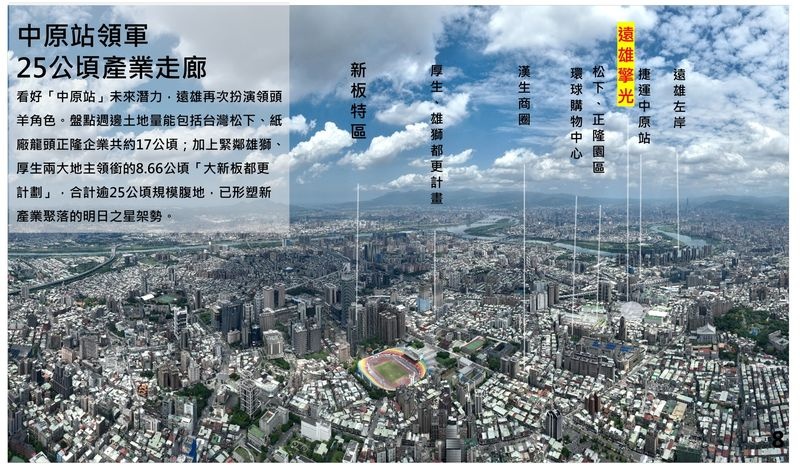 中原站領軍
25公頃產業走廊
看好「中原站」未來潛力，遠雄再次扮演領頭
羊角色。盤點週邊土地量能包括台灣松下、紙
廠龍頭正隆企業共約17公頃；加上緊鄰雄獅、
厚生兩大地主領銜的8.66公頃「大新板都更
計劃」，合計逾25公頃規模腹地，已形塑新
產業聚落的明日之星架勢。
新板特區
厚生、雄獅都更計畫
漢生商圈
環球購物中心
松下、正隆園區
遠雄擎光
捷運中原站
遠雄左岸
8